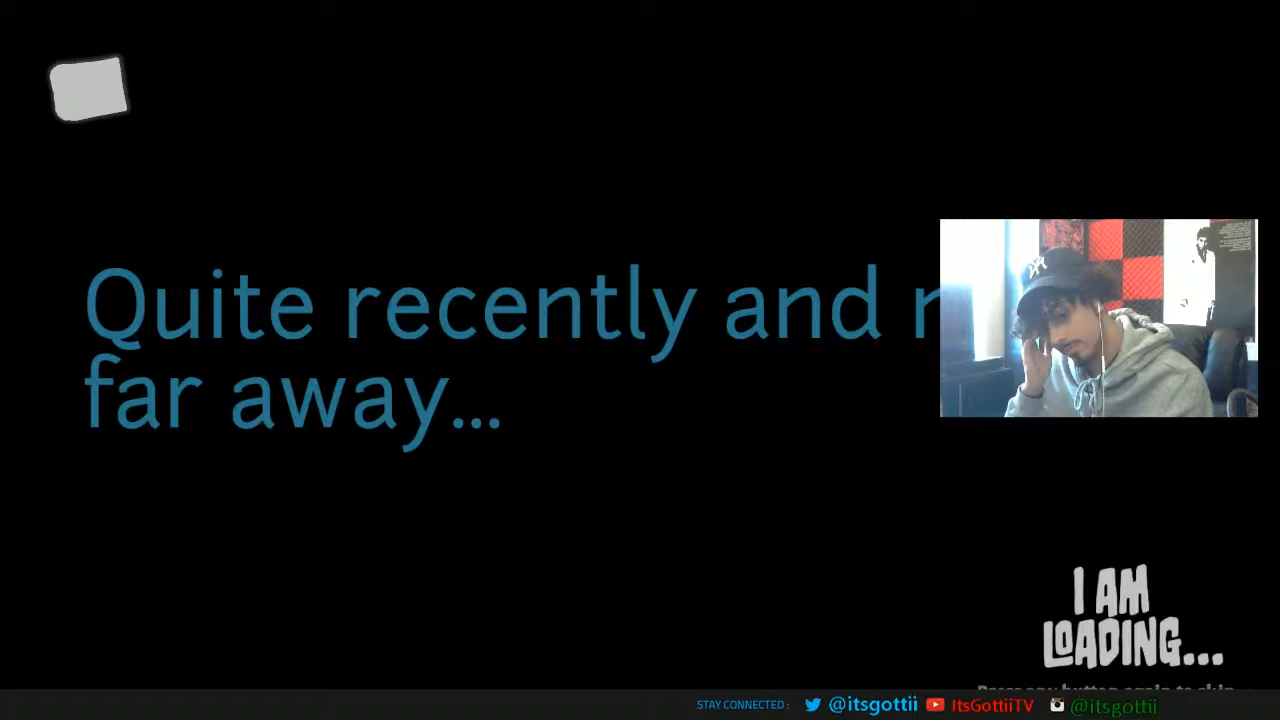 Quite recently and
far away...
I AM
LOADING...
STAY CONNECTED : @itsgottii ItsGottiiTV @itsgottii